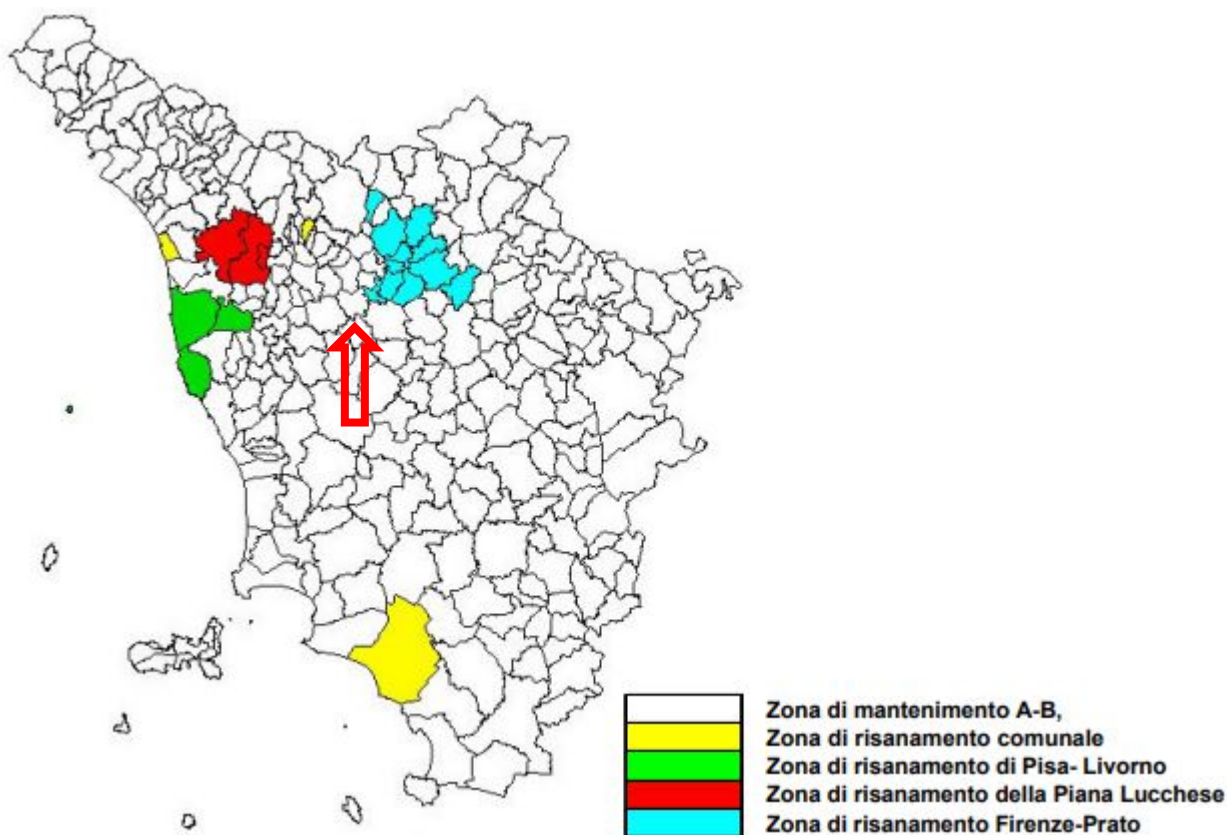 Zona di mantenimento A-B,
Zona di risanamento comunale
Zona di risanamento di Pisa- Livorno
Zona di risanamento della Piana Lucchese
Zona di risanamento Firenze-Prato